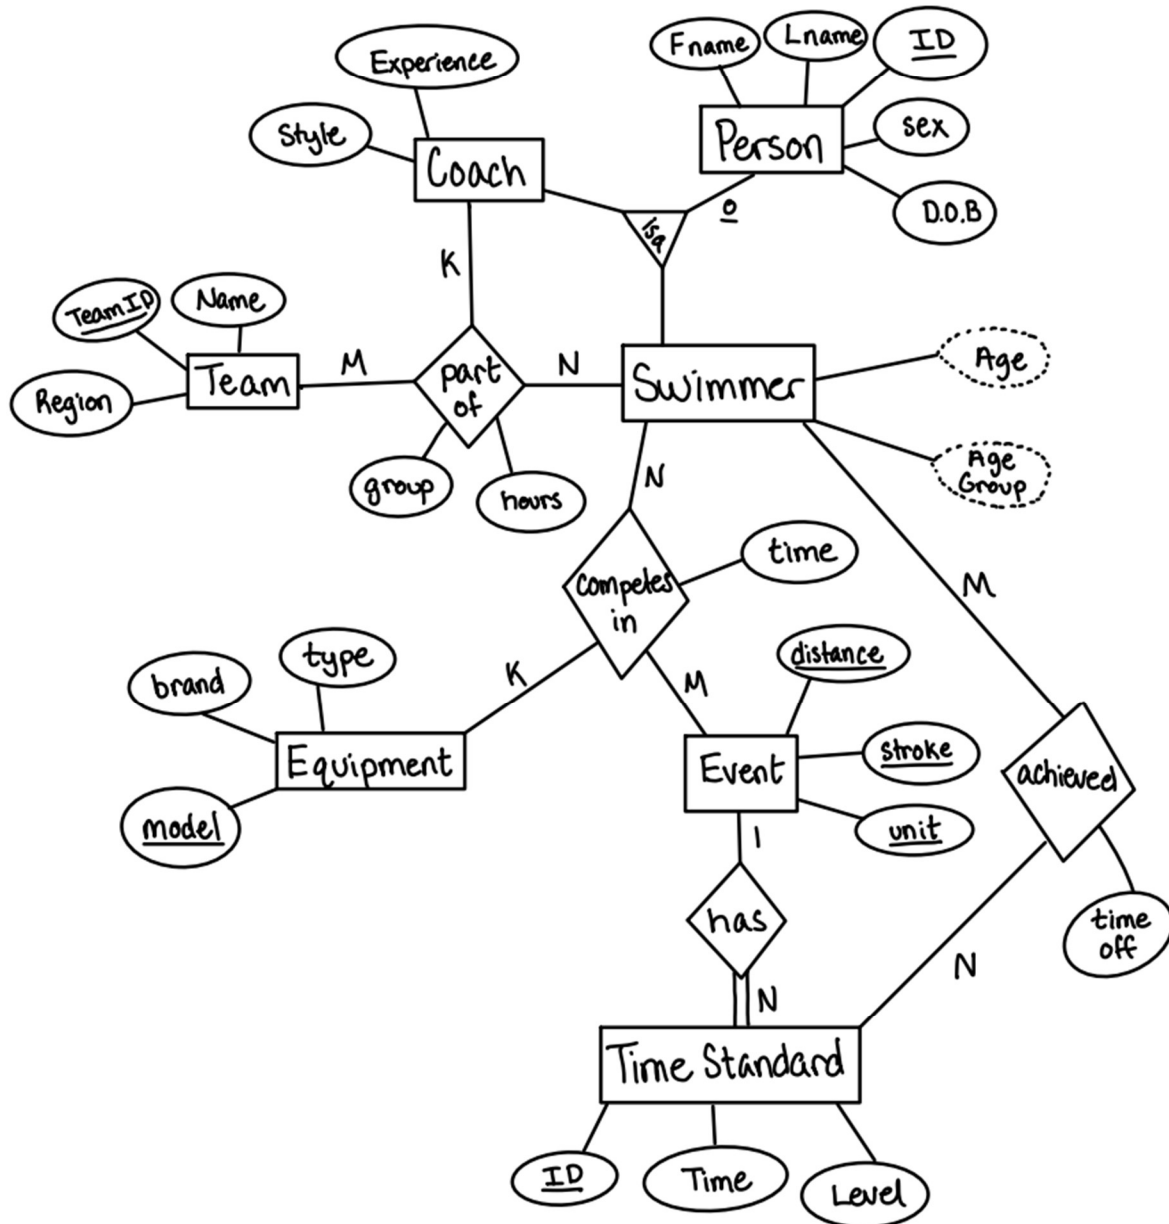 Experience
Fname
Lname
ID
Style
Coach
Person
sex
D.O.B
Isa
O
K
TeamID
Name
Team
M
part
of
N
Swimmer
Age
Region
group
hours
Age
Group
N
competes
in
time
M
brand
type
K
M
distance
Equipment
Event
stroke
achieved
model
unit
1
has
time
off
N
N
Time Standard
ID
Time
Level